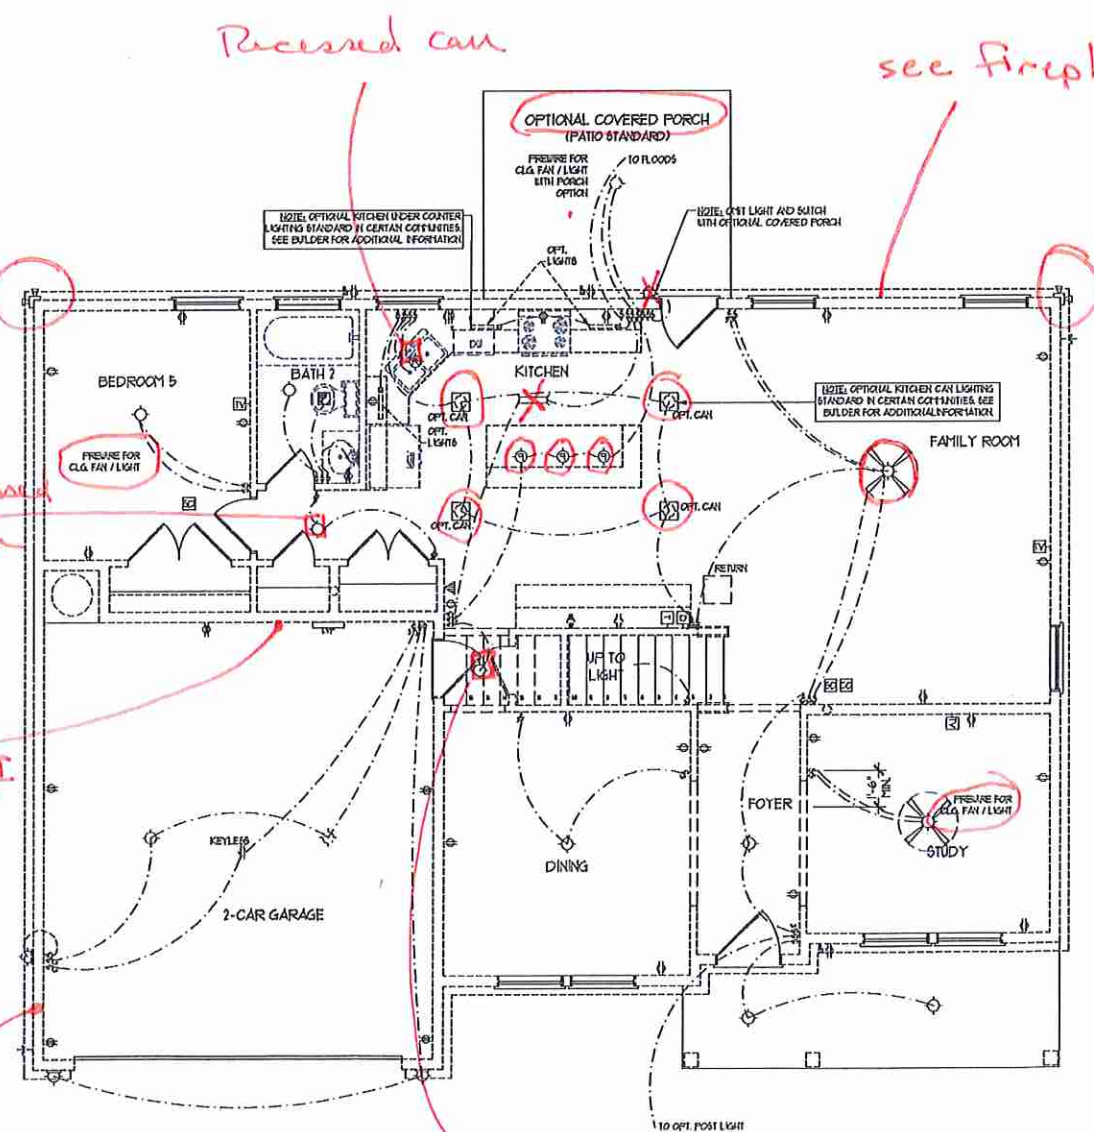 Recessed can
see firepl
OPTIONAL COVERED PORCH
(PATIO STANDARD)
PREWIRE FOR
CLG. FAN / LIGHT
WITH PORCH
OPTION
TO FLOODS
NOTE: OPTIONAL KITCHEN UNDER COUNTER
LIGHTING STANDARD IN CERTAIN COMMUNITIES.
SEE BUILDER FOR ADDITIONAL INFORMATION
NOTE: OMIT LIGHT AND SWITCH
WITH OPTIONAL COVERED PORCH
OPT.
LIGHTS
BEDROOM 5
BATH 2
DW
KITCHEN
OPT. CAN
OPT. CAN
OPT.
LIGHTS
NOTE: OPTIONAL KITCHEN CAN LIGHTING
STANDARD IN CERTAIN COMMUNITIES. SEE
BUILDER FOR ADDITIONAL INFORMATION.
FAMILY ROOM
PREWIRE FOR
CLG. FAN / LIGHT
OPT. CAN
OPT. CAN
RETURN
TV
UP TO
LIGHT
KEYLESS
2-CAR GARAGE
DINING
FOYER
1'-6"
MIN.
PREWIRE FOR
CLG. FAN / LIGHT
STUDY
TO OPT. POST LIGHT